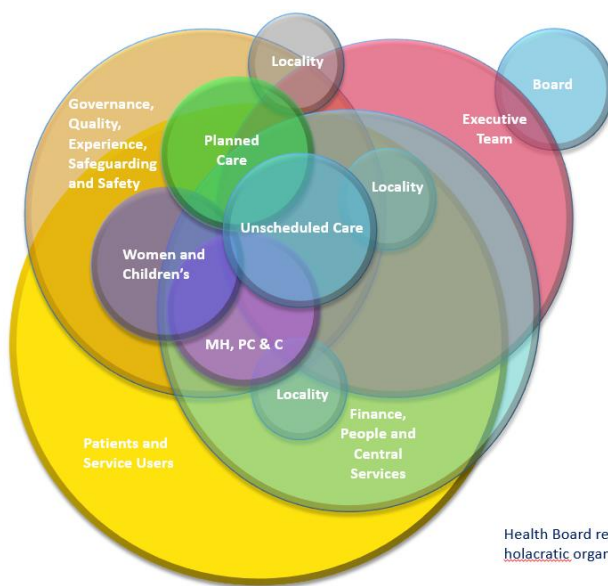 Locality
Board
Governance,
Quality,
Experience,
Safeguarding
and Safety
Executive
Team
Planned
Care
Locality
Unscheduled Care
Women and
Children's
MH, PC & C
Locality
Finance,
People and
Central
Services
Patients and
Service Users
Health Board re
holacratic organ